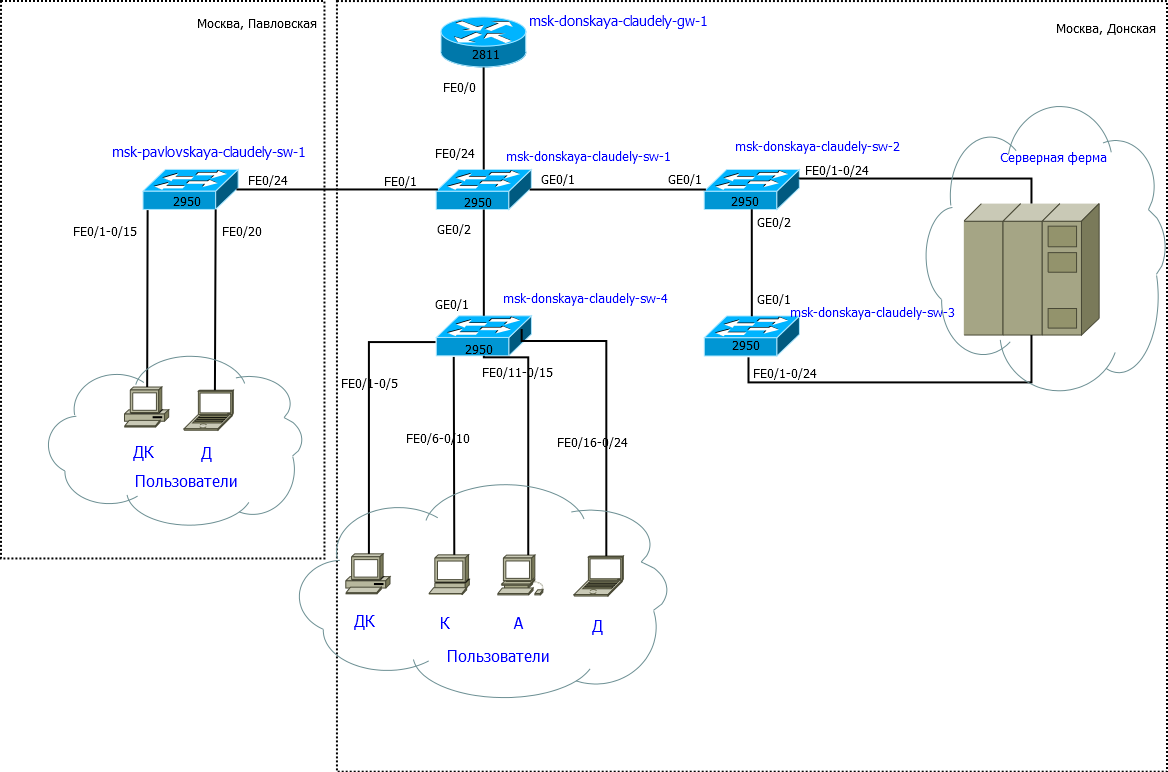 Москва, Павловская
msk-donskaya-claudely-gw-1
Москва, Донская
2811
FE0/0
msk-pavlovskaya-claudely-sw-1
FE0/24
msk-donskaya-claudely-sw-1
msk-donskaya-claudely-sw-2
Серверная ферма
FE0/24
FE0/1
GE0/1
GE0/1
FE0/1-0/24
2950
2950
2950
FE0/1-0/15
FE0/20
GE0/2
GE0/2
GE0/1
msk-donskaya-claudely-sw-4
GE0/1
msk-donskaya-claudely-sw-3
2950
2950
FE0/1-0/5
FE0/11-0/15
FE0/1-0/24
FE0/6-0/10
FE0/16-0/24
ДК
Д
Пользователи
ДК
К
А
Д
Пользователи